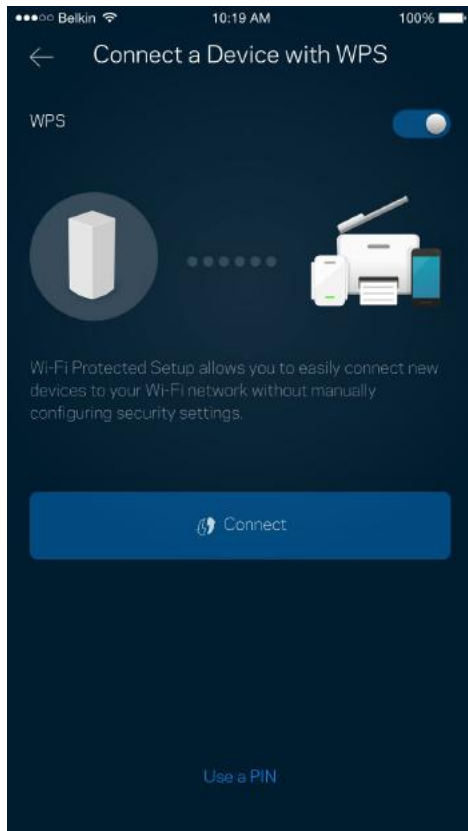 Belkin 10:19 AM 100%
Connect a Device with WPS
WPS
Wi-Fi Protected Setup allows you to easily connect new
devices to your Wi-Fi network without manually
configuring security settings.
Connect
Use a PIN